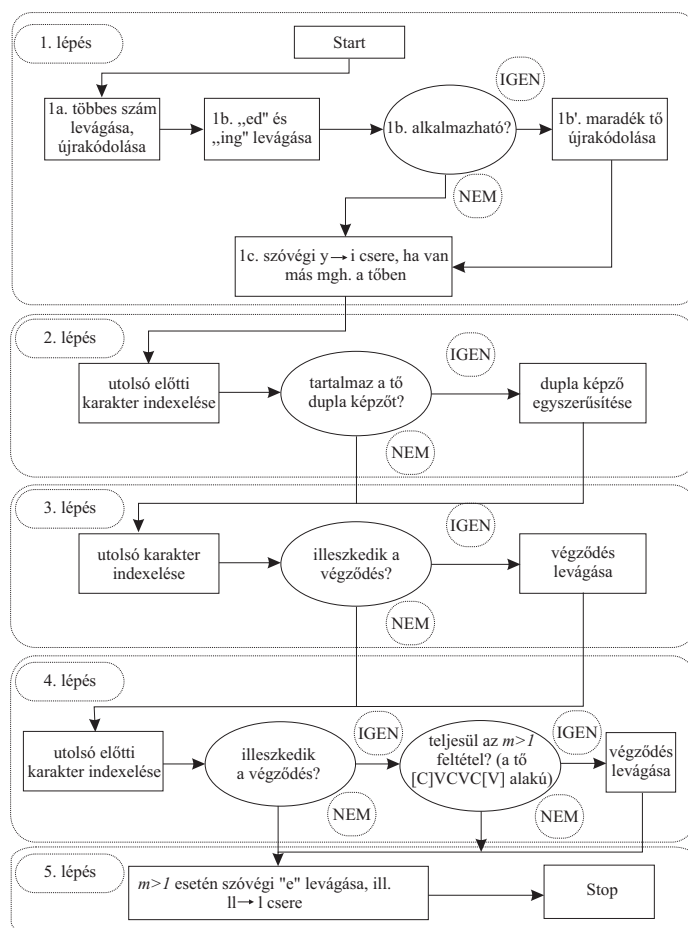 1. lépés
Start
1a. többes szám
levágása,
újrakódolása
1b. „ed" és
„ing" levágása
1b. alkalmazható?
IGEN
1b'. maradék tő
újrakódolása
NEM
1c. szóvégi y→i csere, ha van
más mgh. a tőben
2. lépés
utolsó előtti
karakter indexelése
tartalmaz a tő
dupla képzőt?
IGEN
dupla képző
egyszerűsítése
NEM
3. lépés
utolsó karakter
indexelése
illeszkedik a
végződés?
IGEN
végződés
levágása
NEM
4. lépés
utolsó előtti
karakter indexelése
illeszkedik
a végződés?
IGEN
NEM
teljesül az m>1
feltétel? (a tő
[C]VCVC[V] alakú)
IGEN
NEM
végződés
levágása
5. lépés
m>1 esetén szóvégi "e" levágása, ill.
ll→l csere
Stop